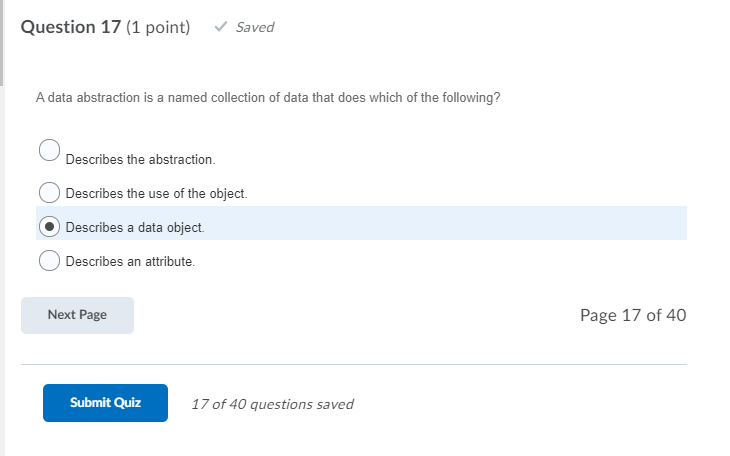 Question 17 (1 point) Saved
A data abstraction is a named collection of data that does which of the following?
Describes the abstraction.
Describes the use of the object.
Describes a data object.
Describes an attribute.
Next Page Page 17 of 40
Submit Quiz 17 of 40 questions saved